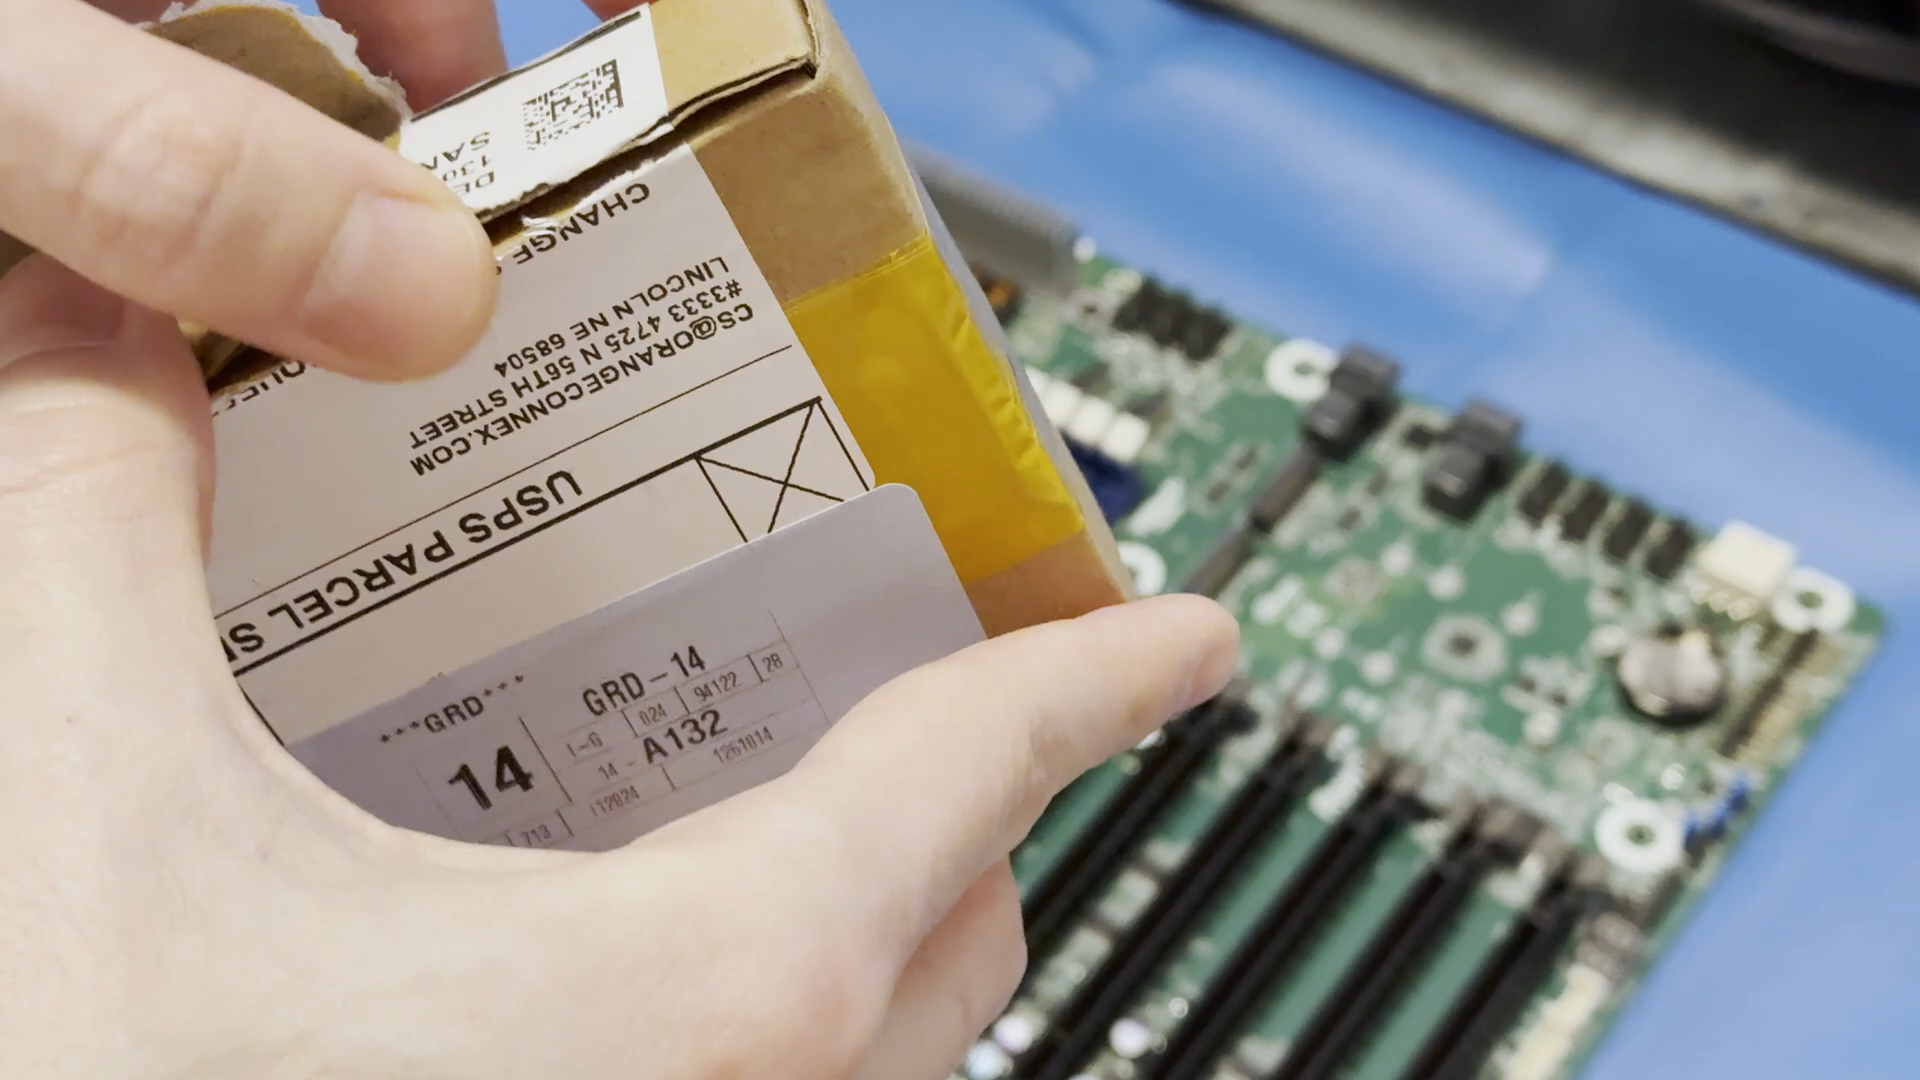 CHANGE
CS@ORANGECONNEX.COM
#3333 4725 N 56TH STREET
LINCOLN NE 68504
USPS PARCEL
***GRD***
GRD-14
024
94122
28
14
14 - A132
112024
1251014
713